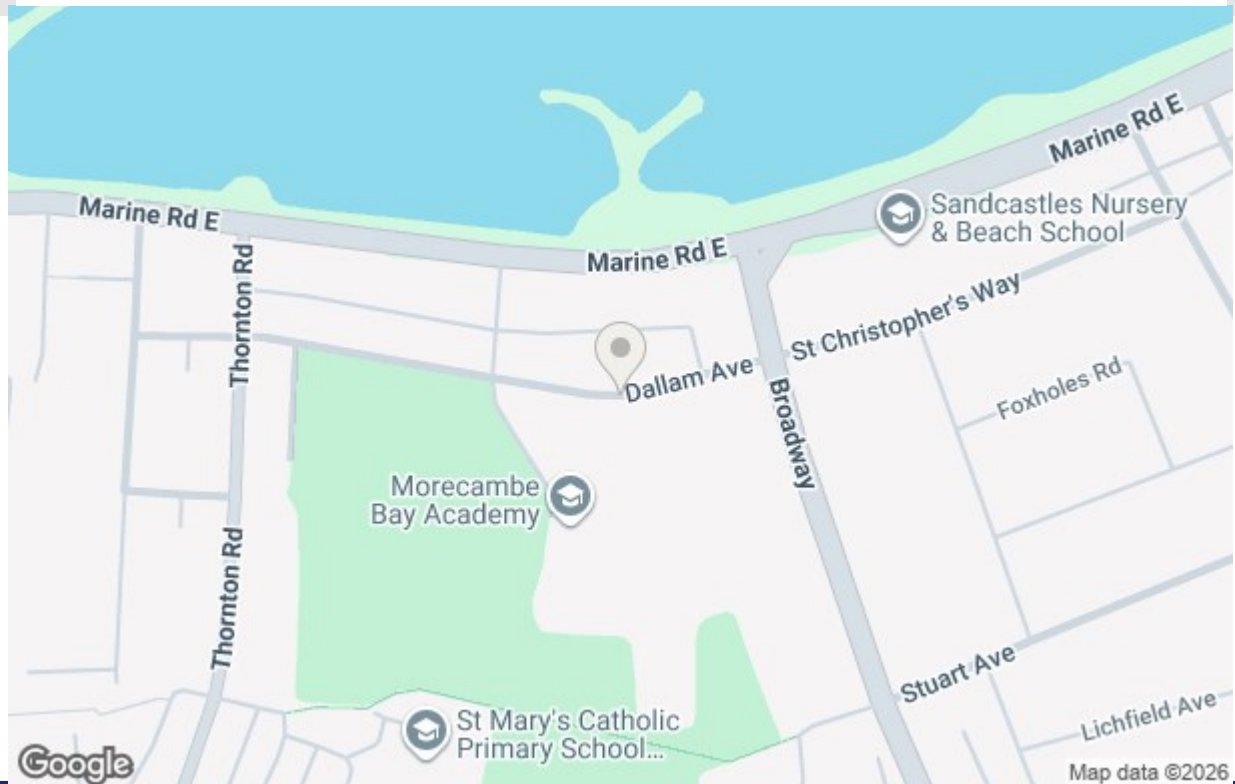 Marine Rd E
Marine Rd E
Sandcastles Nursery
& Beach School
Marine Rd E
Thornton Rd
St Christopher's Way
Dallam Ave
Foxholes Rd
Broadway
Morecambe
Bay Academy
Thornton Rd
Stuart Ave
Lichfield Ave
St Mary's Catholic
Primary School...
Google
Map data ©2026